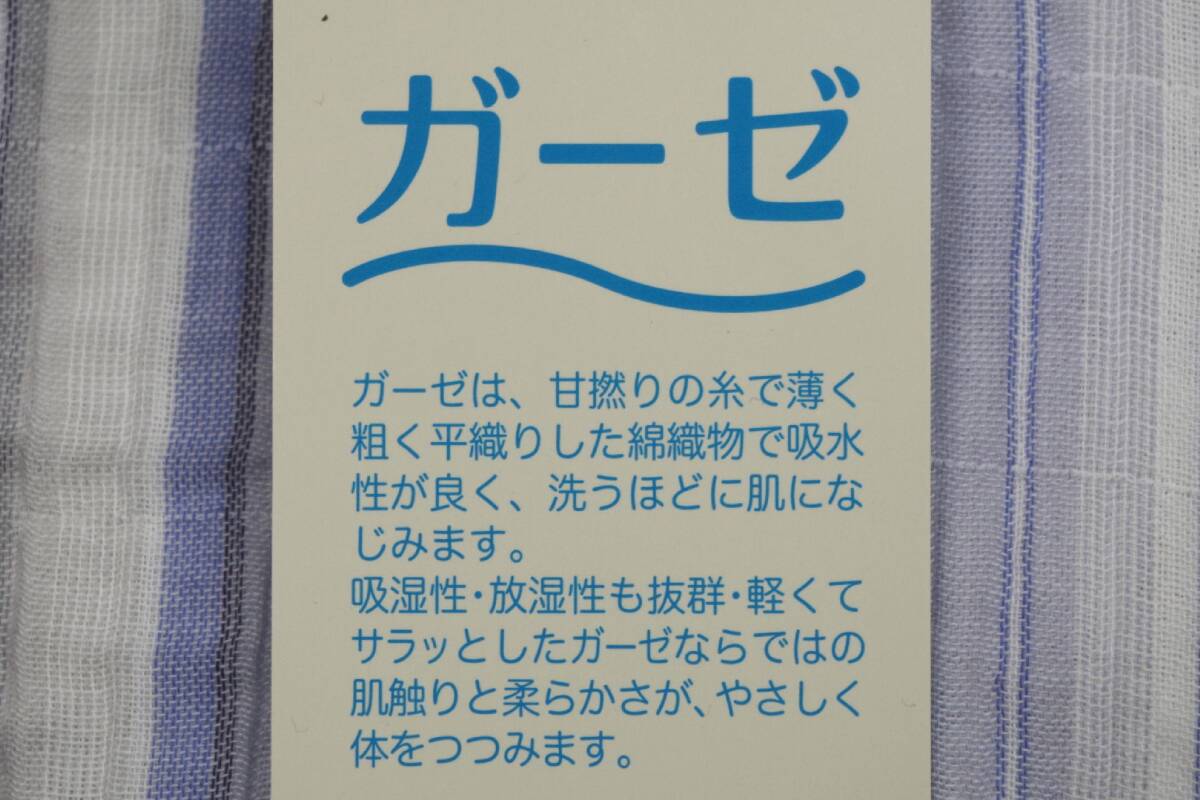 ガーゼ
ガーゼは、甘撚りの糸で薄く
粗く平織りした綿織物で吸水
性が良く、洗うほどに肌にな
じみます。
吸湿性・放湿性も抜群・軽くて
サラッとしたガーゼならではの
肌触りと柔らかさが、やさしく
体をつつみます。